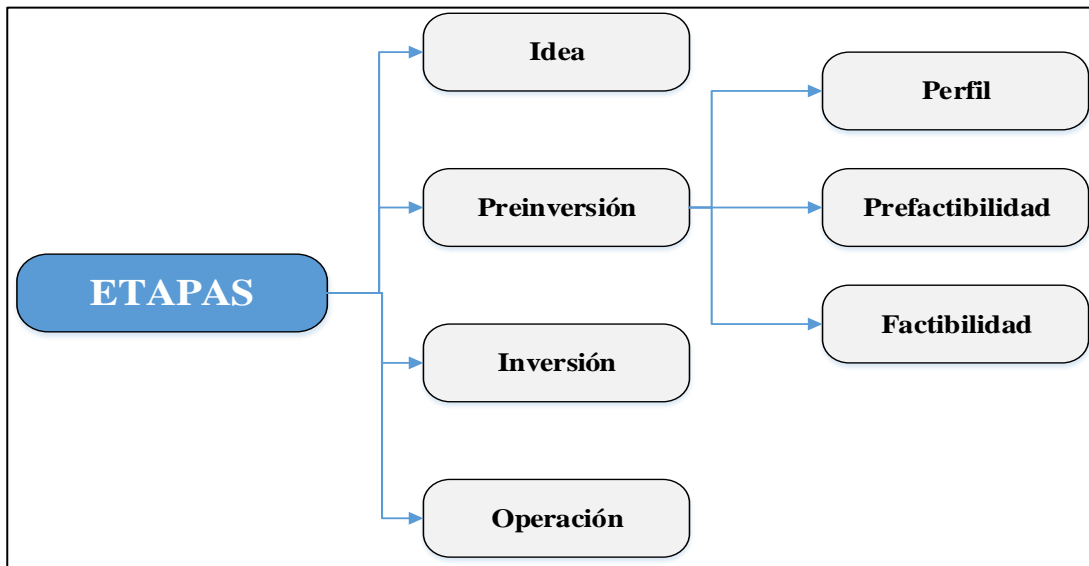 ETAPAS
Idea
Preinversión
Inversión
Operación
Perfil
Prefactibilidad
Factibilidad